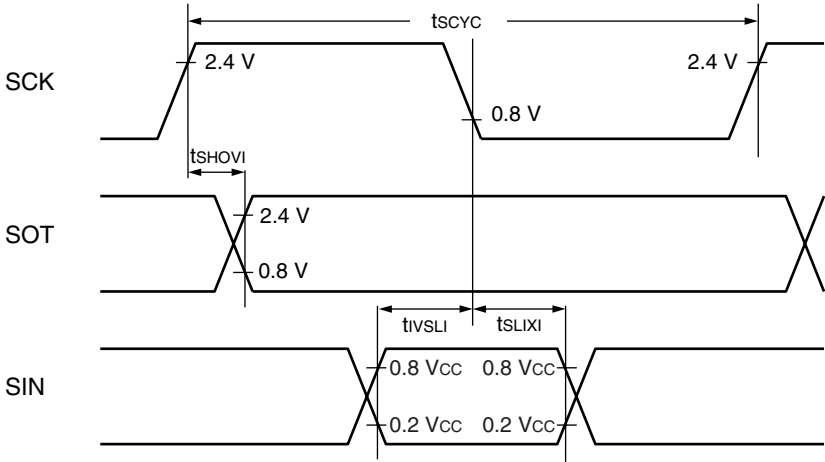 tSCYC
SCK
2.4 V
2.4 V
0.8 V
tSHOVI
SOT
2.4 V
0.8 V
tIVSLI
tSLIXI
SIN
0.8 VCC
0.8 VCC
0.2 VCC
0.2 VCC